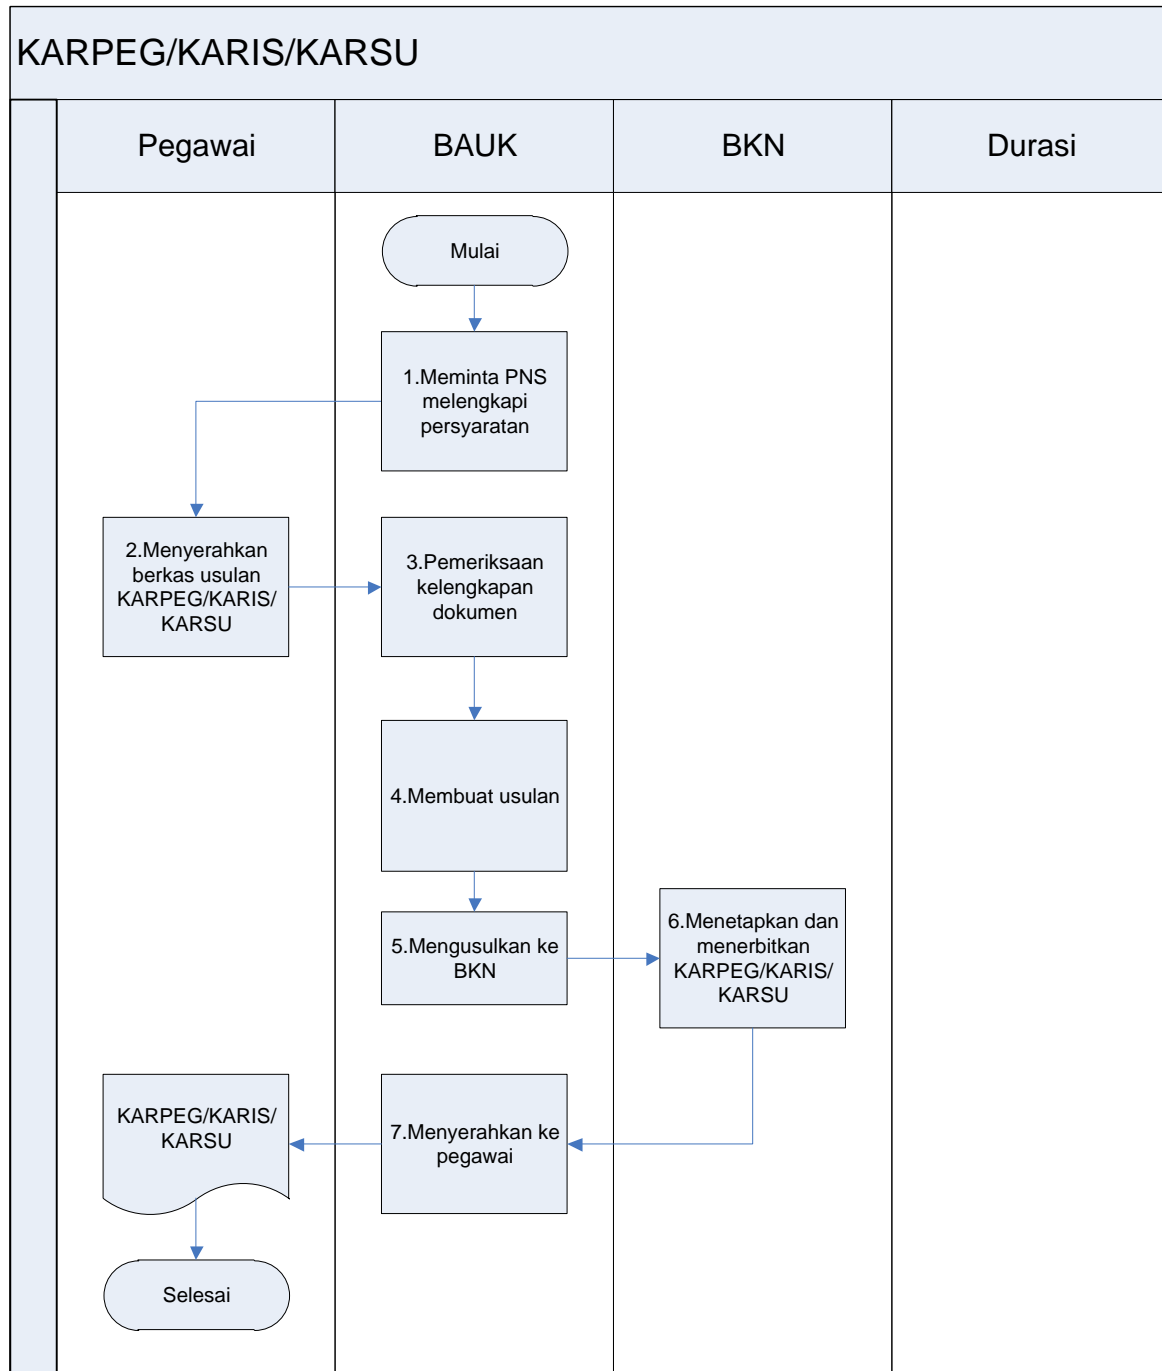 KARPEG/KARIS/KARSU
Pegawai
BAUK
BKN
Durasi
Mulai
1.Meminta PNS
melengkapi
persyaratan
2.Menyerahkan
berkas usulan
KARPEG/KARIS/
KARSU
3.Pemeriksaan
kelengkapan
dokumen
4.Membuat usulan
5.Mengusulkan ke
BKN
6.Menetapkan dan
menerbitkan
KARPEG/KARIS/
KARSU
7.Menyerahkan ke
pegawai
KARPEG/KARIS/
KARSU
Selesai